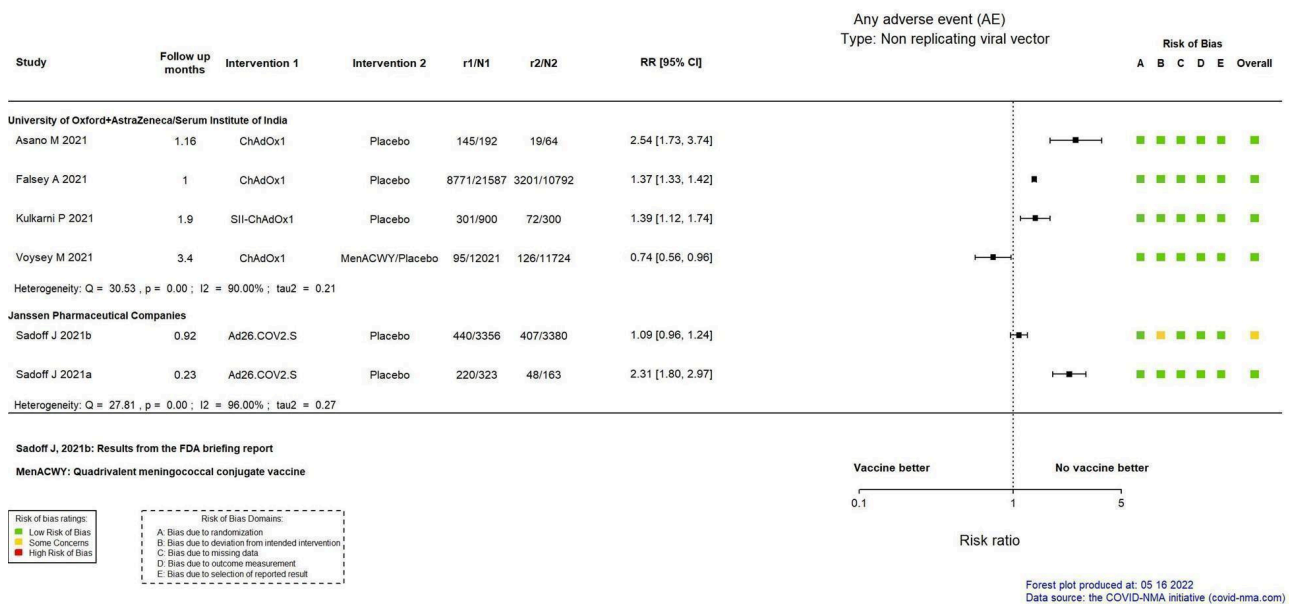 Any adverse event (AE)
Type: Non replicating viral vector
Risk of Bias
Study Follow up months Intervention 1 Intervention 2 r1/N1 r2/N2 RR [95% CI] A B C D E Overall
University of Oxford+AstraZeneca/Serum Institute of India
Asano M 2021 1.16 ChAdOx1 Placebo 145/192 19/64 2.54 [1.73, 3.74]
Falsey A 2021 1 ChAdOx1 Placebo 8771/21587 3201/10792 1.37 [1.33, 1.42]
Kulkarni P 2021 1.9 SII-ChAdOx1 Placebo 301/900 72/300 1.39 [1.12, 1.74]
Voysey M 2021 3.4 ChAdOx1 MenACWY/Placebo 95/12021 126/11724 0.74 [0.56, 0.96]
Heterogeneity: Q = 30.53 , p = 0.00 ; I2 = 90.00% ; tau2 = 0.21
Janssen Pharmaceutical Companies
Sadoff J 2021b 0.92 Ad26.COV2.S Placebo 440/3356 407/3380 1.09 [0.96, 1.24]
Sadoff J 2021a 0.23 Ad26.COV2.S Placebo 220/323 48/163 2.31 [1.80, 2.97]
Heterogeneity: Q = 27.81 , p = 0.00 ; I2 = 96.00% ; tau2 = 0.27
Sadoff J, 2021b: Results from the FDA briefing report
MenACWY: Quadrivalent meningococcal conjugate vaccine
Vaccine better No vaccine better
0.1 1 5
Risk ratio
Risk of bias ratings:
Low Risk of Bias
Some Concerns
High Risk of Bias
Risk of Bias Domains:
A: Bias due to randomization
B: Bias due to deviation from intended intervention
C: Bias due to missing data
D: Bias due to outcome measurement
E: Bias due to selection of reported result
Forest plot produced at: 05 16 2022
Data source: the COVID-NMA initiative (covid-nma.com)